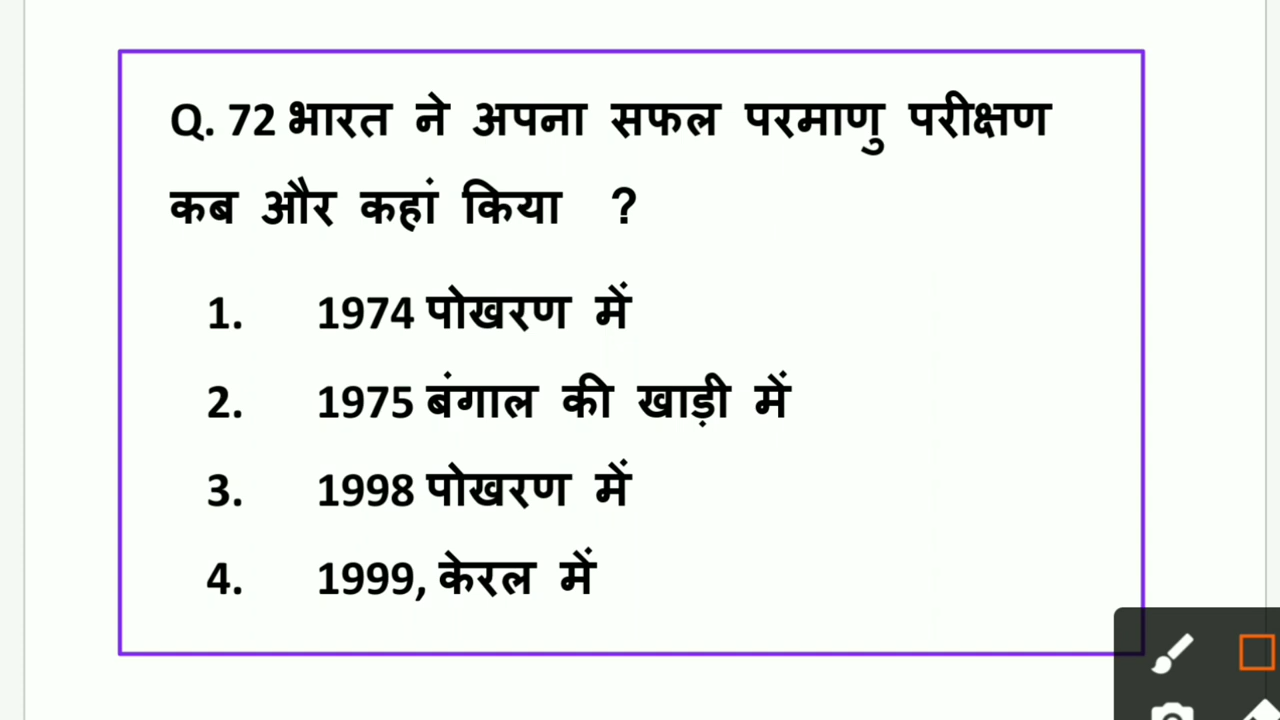 Q. 72 भारत ने अपना सफल परमाणु परीक्षण
कब और कहां किया ?
1. 1974 पोखरण में
2. 1975 बंगाल की खाड़ी में
3. 1998 पोखरण में
4. 1999, केरल में